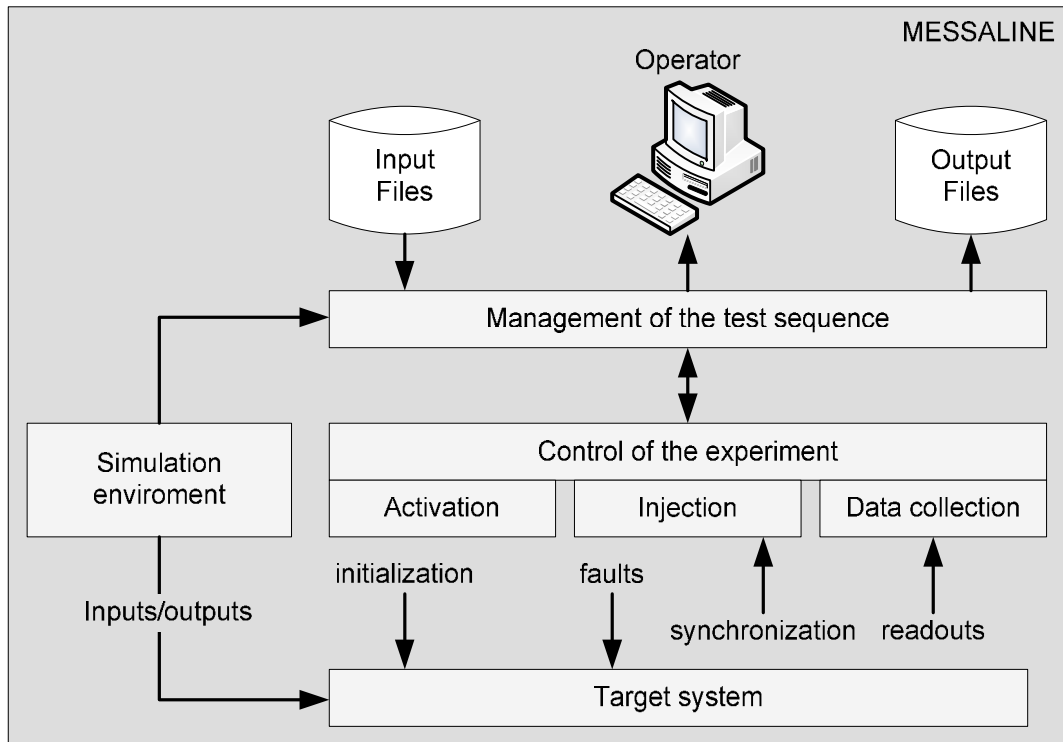 MESSALINE
Operator
Input
Files
Output
Files
Management of the test sequence
Simulation
enviroment
Control of the experiment
Activation
Injection
Data collection
initialization
faults
Inputs/outputs
synchronization
readouts
Target system